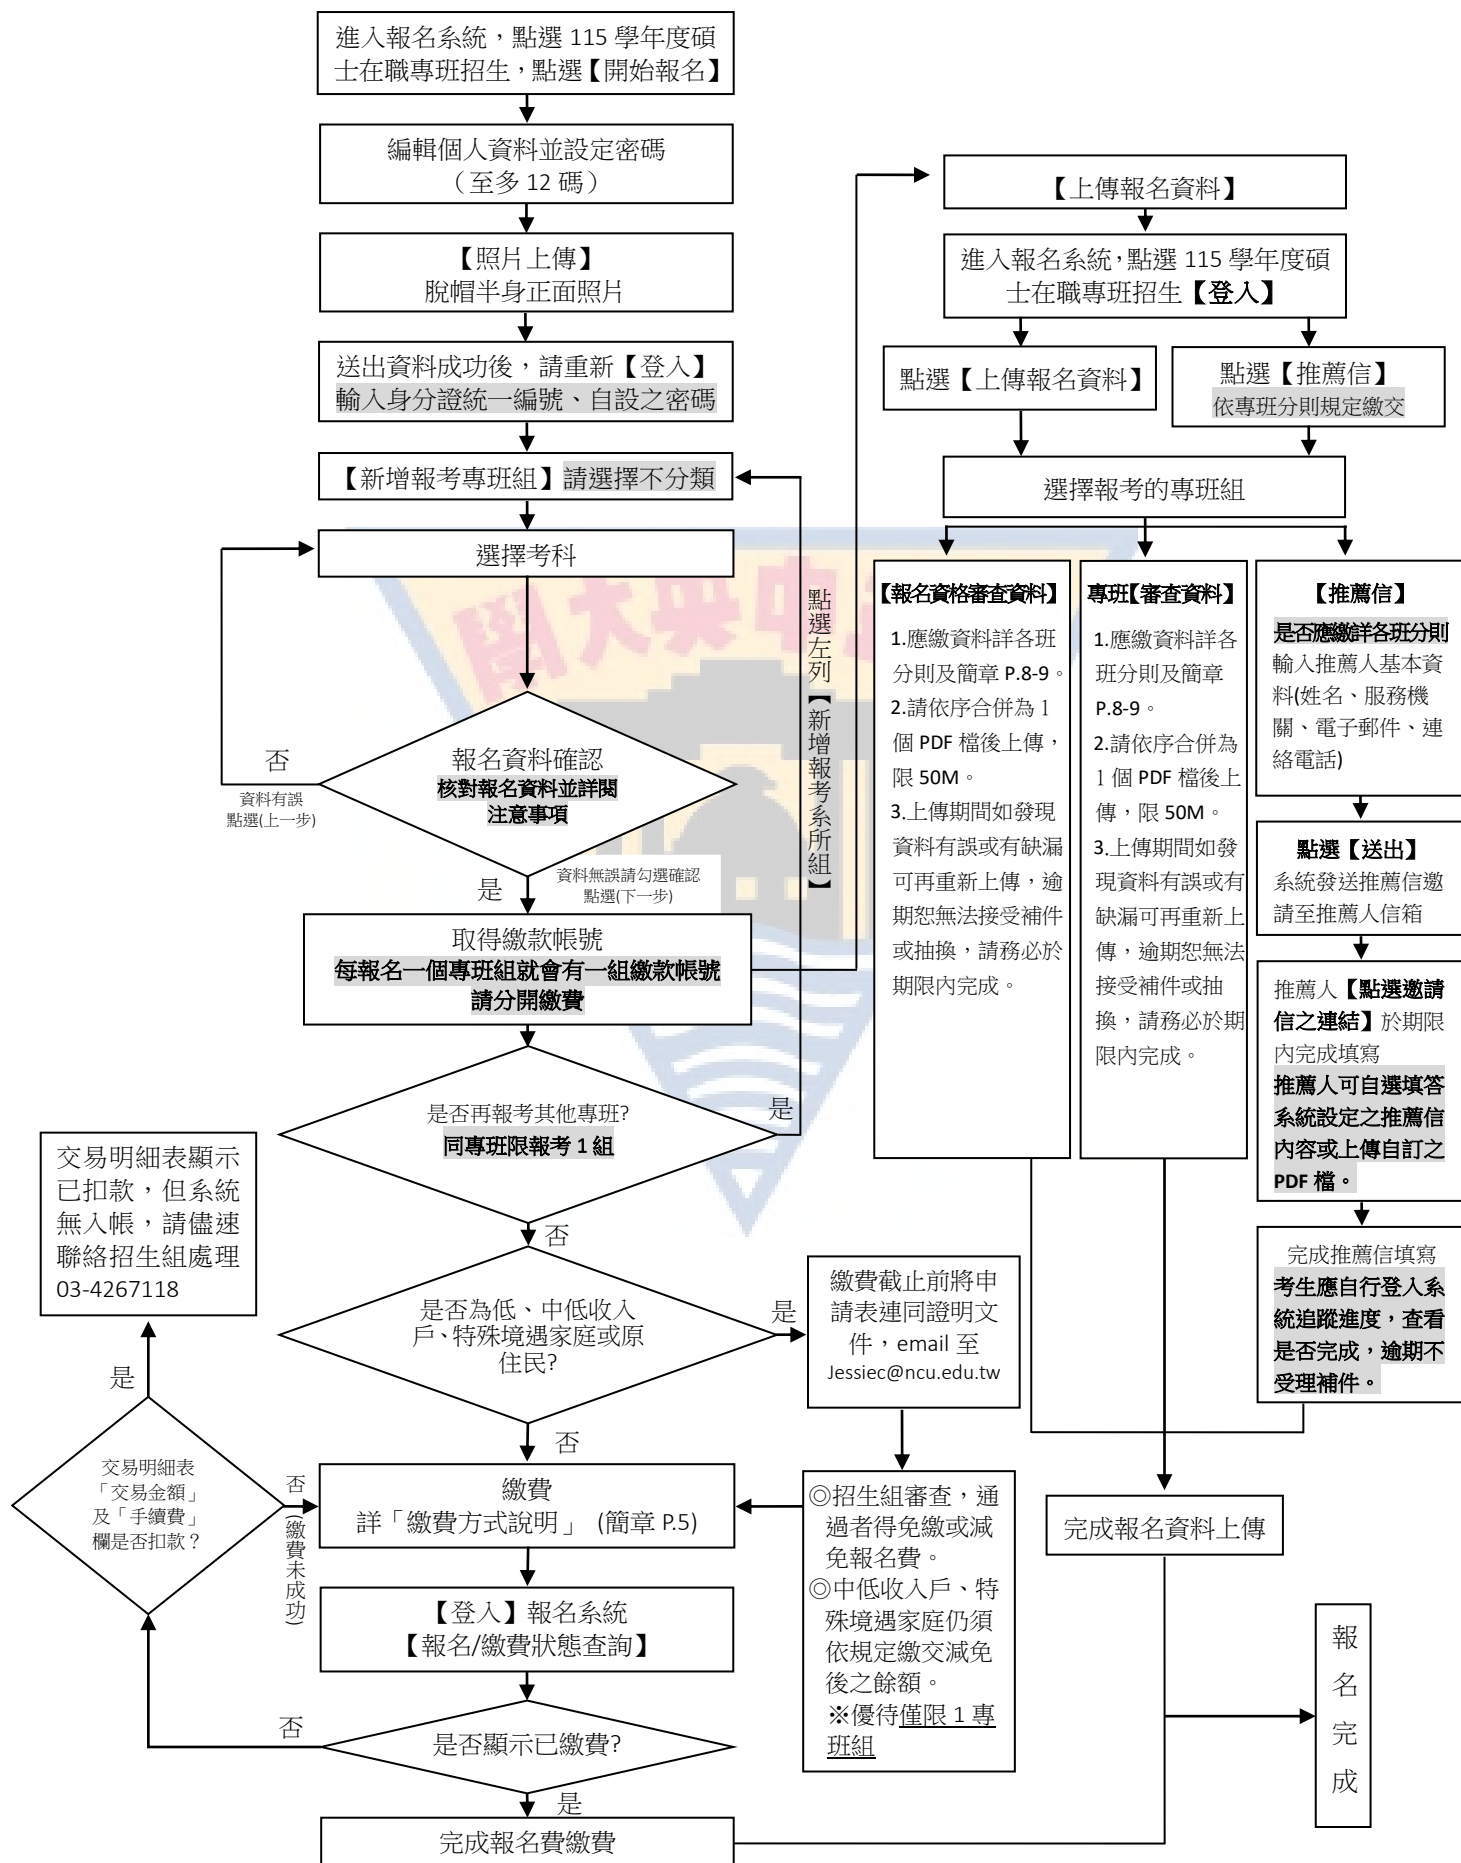 進入報名系統，點選 115 學年度碩
士在職專班招生，點選【開始報名】
編輯個人資料並設定密碼
（至多 12 碼）
【照片上傳】
脫帽半身正面照片
送出資料成功後，請重新【登入】
輸入身分證統一編號、自設之密碼
【新增報考專班組】請選擇不分類
選擇考科
點選左列【新增報考系所組】
報名資料確認
核對報名資料並詳閱
注意事項
否
資料有誤
點選(上一步)
是
資料無誤請勾選確認
點選(下一步)
取得繳款帳號
每報名一個專班組就會有一組繳款帳號
請分開繳費
是否再報考其他專班?
同專班限報考 1 組
是
否
是否為低、中低收入
戶、特殊境遇家庭或原
住民?
是
否
繳費截止前將申
請表連同證明文
件，email 至
Jessiec@ncu.edu.tw
◎招生組審查，通
過者得免繳或減
免報名費。
◎中低收入戶、特
殊境遇家庭仍須
依規定繳交減免
後之餘額。
※優待僅限 1 專
班組
繳費
詳「繳費方式說明」 (簡章 P.5)
【登入】報名系統
【報名/繳費狀態查詢】
是否顯示已繳費?
否
是
完成報名費繳費
交易明細表
「交易金額」
及「手續費」
欄是否扣款？
否(繳費未成功)
是
交易明細表顯示
已扣款，但系統
無入帳，請儘速
聯絡招生組處理
03-4267118
【上傳報名資料】
進入報名系統，點選 115 學年度碩
士在職專班招生【登入】
點選【上傳報名資料】
點選【推薦信】
依專班分則規定繳交
選擇報考的專班組
【報名資格審查資料】
1.應繳資料詳各班
分則及簡章 P.8-9。
2.請依序合併為 1
個 PDF 檔後上傳，
限 50M。
3.上傳期間如發現
資料有誤或有缺漏
可再重新上傳，逾
期恕無法接受補件
或抽換，請務必於
期限內完成。
專班【審查資料】
1.應繳資料詳各
班分則及簡章
P.8-9。
2.請依序合併為
1 個 PDF 檔後上
傳，限 50M。
3.上傳期間如發
現資料有誤或有
缺漏可再重新上
傳，逾期恕無法
接受補件或抽
換，請務必於期
限內完成。
【推薦信】
是否應繳詳各班分則
輸入推薦人基本資
料(姓名、服務機
關、電子郵件、連
絡電話)
點選【送出】
系統發送推薦信邀
請至推薦人信箱
推薦人【點選邀請
信之連結】於期限
內完成填寫
推薦人可自選填答
系統設定之推薦信
內容或上傳自訂之
PDF 檔。
完成推薦信填寫
考生應自行登入系
統追蹤進度，查看
是否完成，逾期不
受理補件。
完成報名資料上傳
報名完成